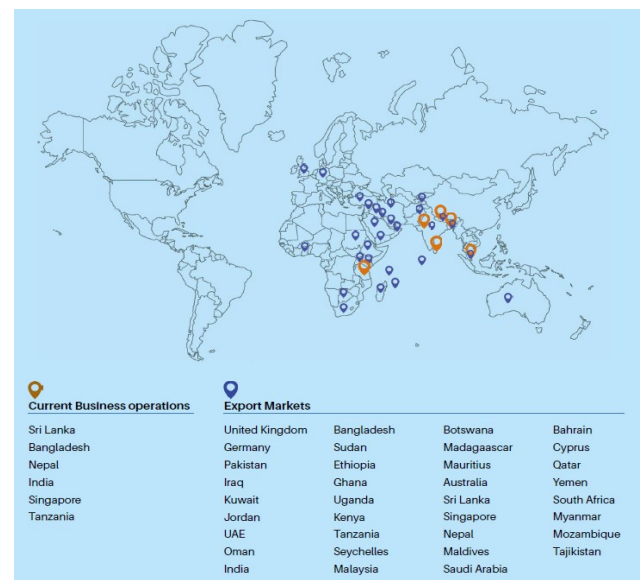 Current Business operations
Sri Lanka
Bangladesh
Nepal
India
Singapore
Tanzania
Export Markets
United Kingdom
Germany
Pakistan
Iraq
Kuwait
Jordan
UAE
Oman
India
Bangladesh
Sudan
Ethiopia
Ghana
Uganda
Kenya
Tanzania
Seychelles
Malaysia
Botswana
Madagaascar
Mauritius
Australia
Sri Lanka
Singapore
Nepal
Maldives
Saudi Arabia
Bahrain
Cyprus
Qatar
Yemen
South Africa
Myanmar
Mozambique
Tajikistan